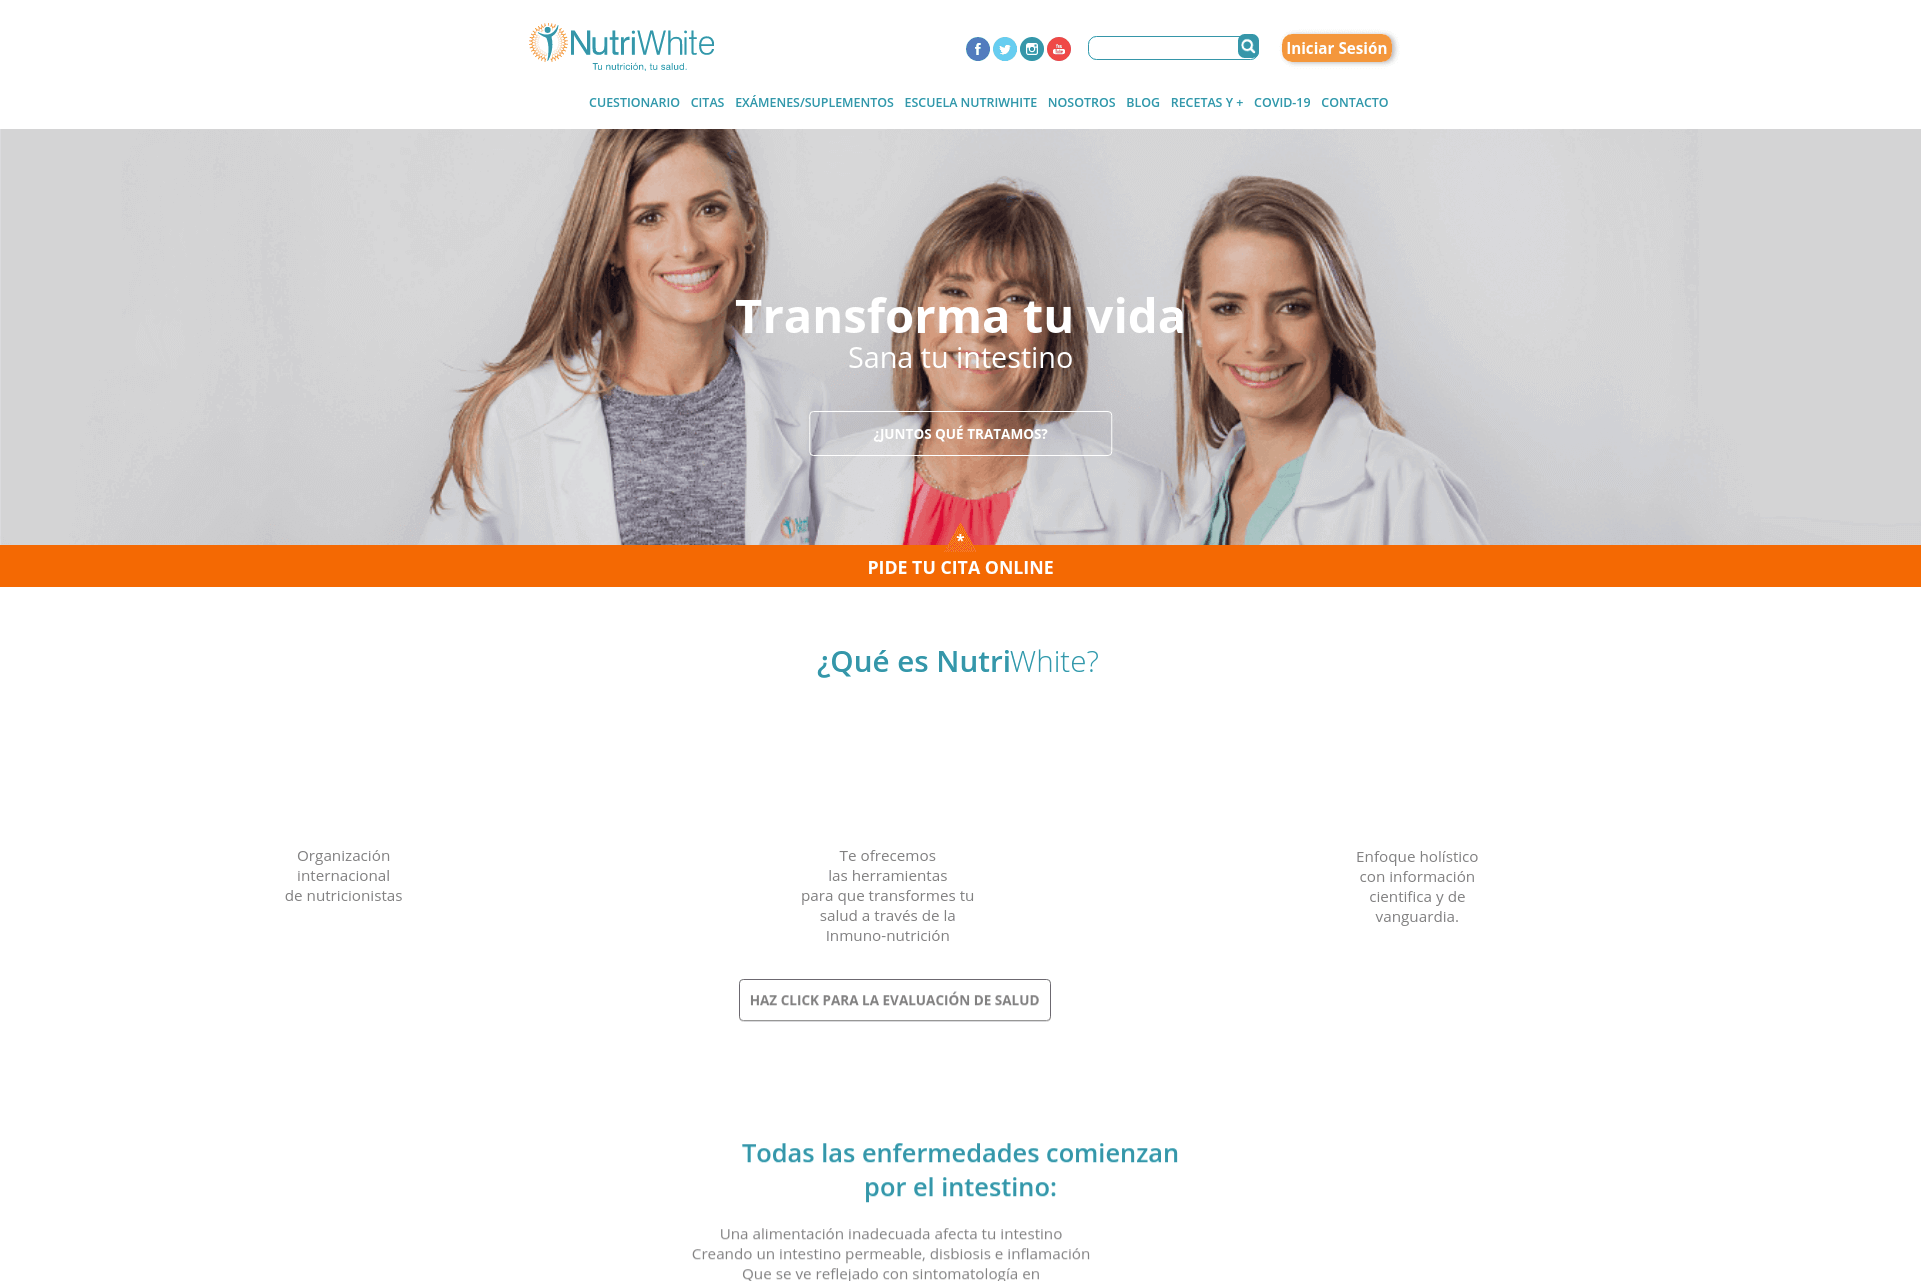 NutriWhite
Tu nutrición, tu salud.
Iniciar Sesión
CUESTIONARIO CITAS EXÁMENES/SUPLEMENTOS ESCUELA NUTRIWHITE NOSOTROS BLOG RECETAS Y + COVID-19 CONTACTO
Transforma tu vida
Sana tu intestino
¿JUNTOS QUÉ TRATAMOS?
*
PIDE TU CITA ONLINE
¿Qué es NutriWhite?
Organización
internacional
de nutricionistas
Te ofrecemos
las herramientas
para que transformes tu
salud a través de la
Inmuno-nutrición
Enfoque holístico
con información
cientifica y de
vanguardia.
HAZ CLICK PARA LA EVALUACIÓN DE SALUD
Todas las enfermedades comienzan
por el intestino:
Una alimentación inadecuada afecta tu intestino
Creando un intestino permeable, disbiosis e inflamación
Que se ve reflejado con sintomatología en